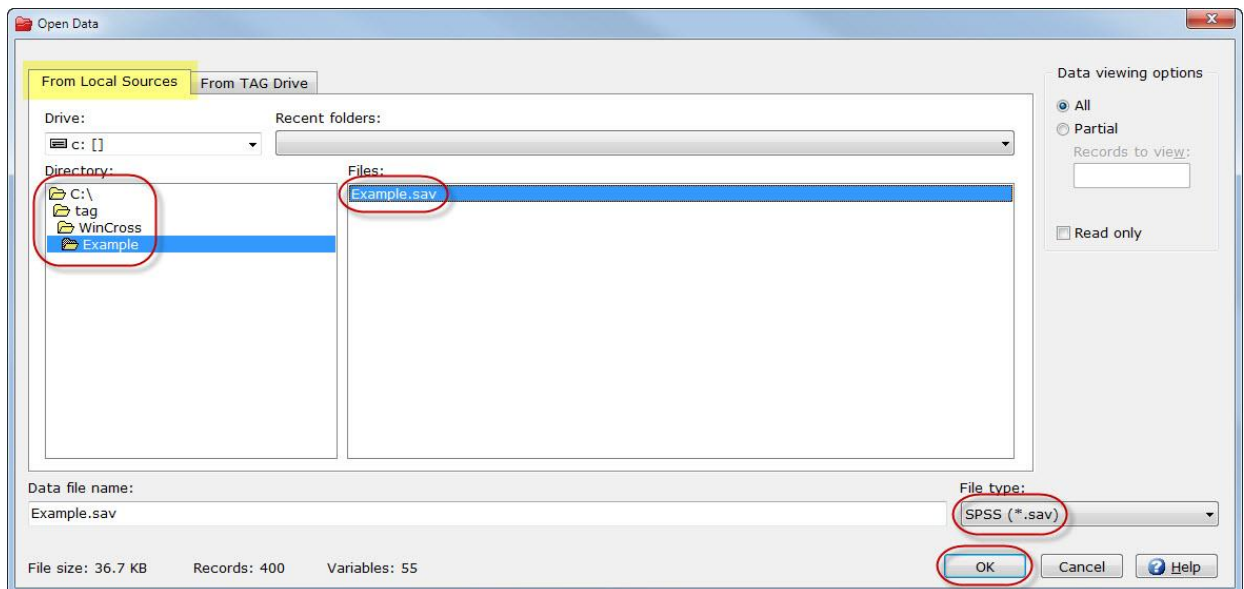 Open Data
From Local Sources
From TAG Drive
Data viewing options
Drive:
Recent folders:
All
c: []
Partial
Records to view:
Directory:
Files:
C:\
Example.sav
tag
WinCross
Read only
Example
Data file name:
File type:
Example.sav
SPSS (*.sav)
File size: 36.7 KB
Records: 400
Variables: 55
OK
Cancel
? Help